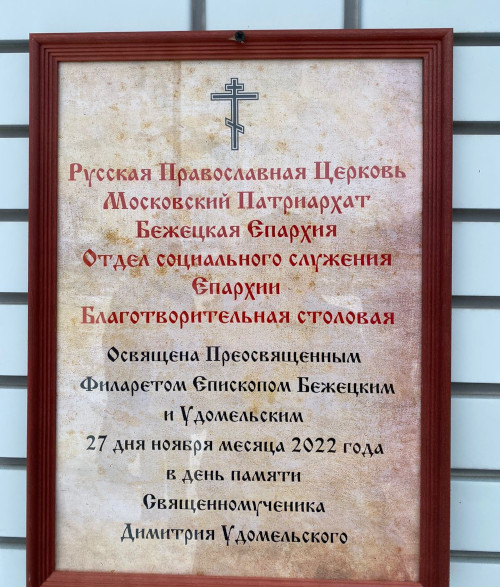 Русская Православная Церковь
Московский Патриархат
Бежецкая Епархия
Отдел социального служения
Епархии
Благотворительная столовая
Освящена Преосвященным
Филаретом Епископом Бежецким
и Удомельским
27 дня ноября месяца 2022 года
в день памяти
Священномученика
Димитрия Удомельского